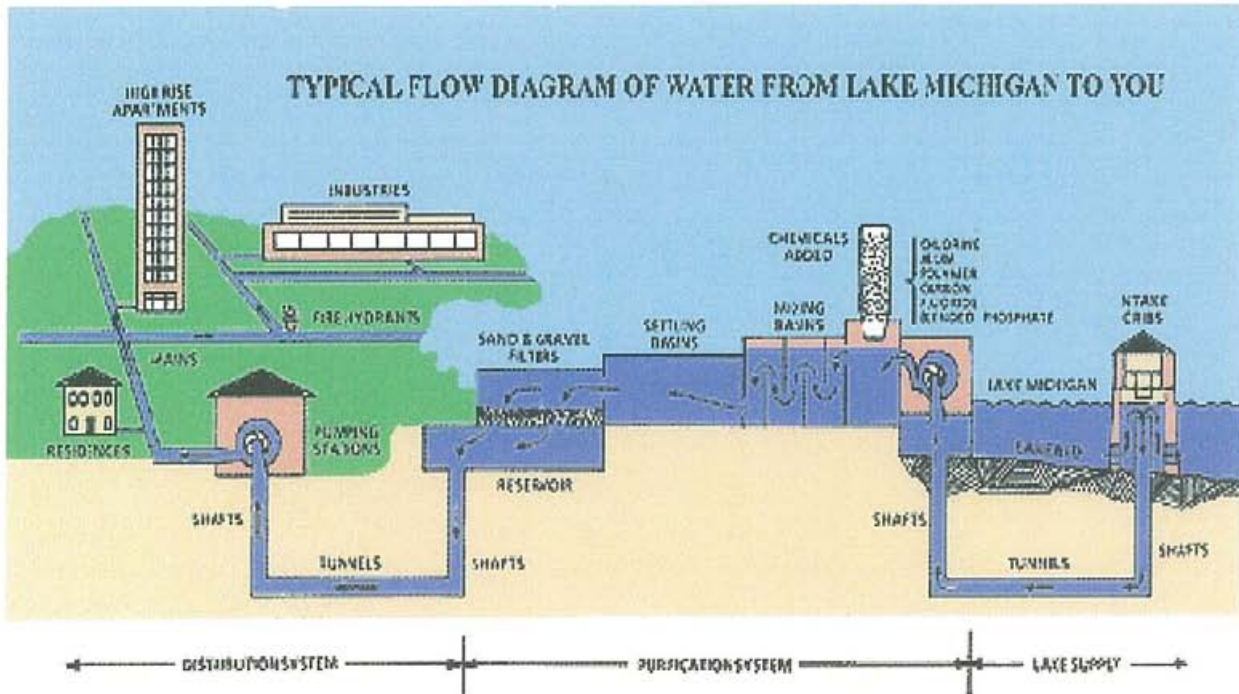 TYPICAL FLOW DIAGRAM OF WATER FROM LAKE MICHIGAN TO YOU
HIGH RISE
APARTMENTS
INDUSTRIES
FIRE HYDRANTS
MAINS
RESIDENCES
PUMPING
STATIONS
SHAFTS
TUNNELS
SHAFTS
SAND & GRAVEL
FILTERS
RESERVOIR
SETTLING
BASINS
MIXING
BASINS
CHEMICALS
ADDED
CHLORINE
ALUM
POLYMER
CARBON
FLUORIDE
BLENDED PHOSPHATE
INTAKE
CRIBS
LAKE MICHIGAN
LAKE BED
SHAFTS
TUNNELS
SHAFTS
DISTRIBUTION SYSTEM
PURIFICATION SYSTEM
LAKE SUPPLY